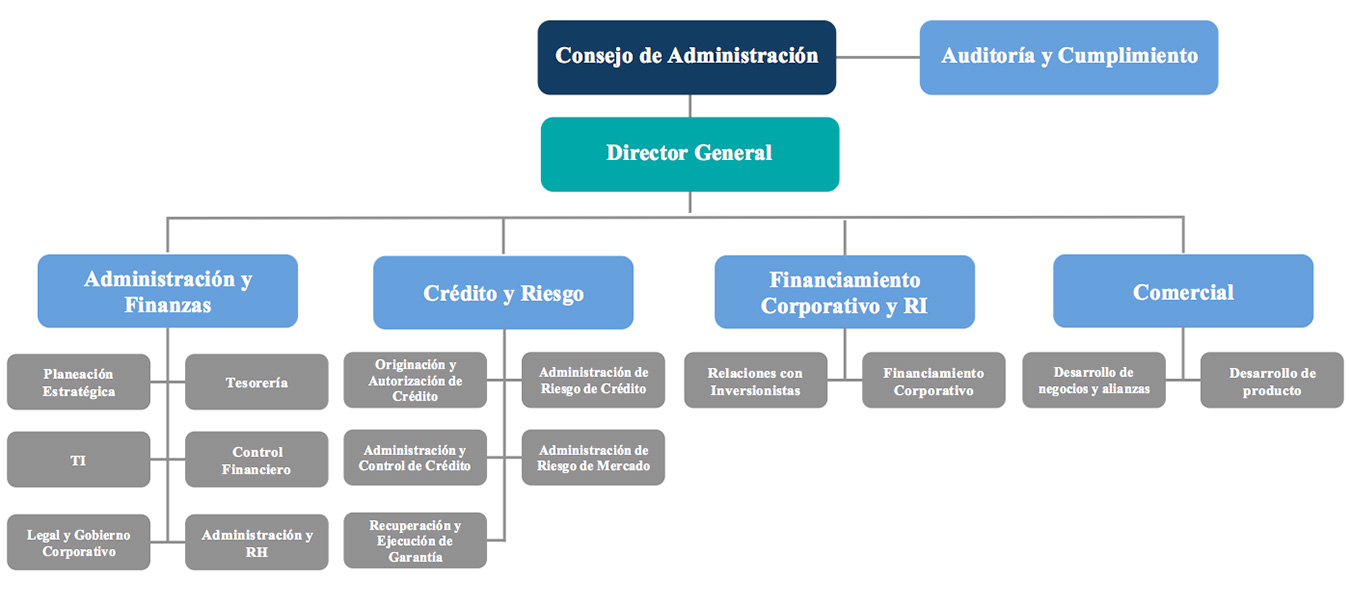 Consejo de Administración
Auditoría y Cumplimiento
Director General
Administración y
Finanzas
Crédito y Riesgo
Financiamiento
Corporativo y RI
Comercial
Planeación
Estratégica
Tesorería
TI
Control
Financiero
Legal y Gobierno
Corporativo
Administración y
RH
Originación y
Autorización de
Crédito
Administración de
Riesgo de Crédito
Administración y
Control de Crédito
Administración de
Riesgo de Mercado
Recuperación y
Ejecución de
Garantía
Relaciones con
Inversionistas
Financiamiento
Corporativo
Desarrollo de
negocios y alianzas
Desarrollo de
producto